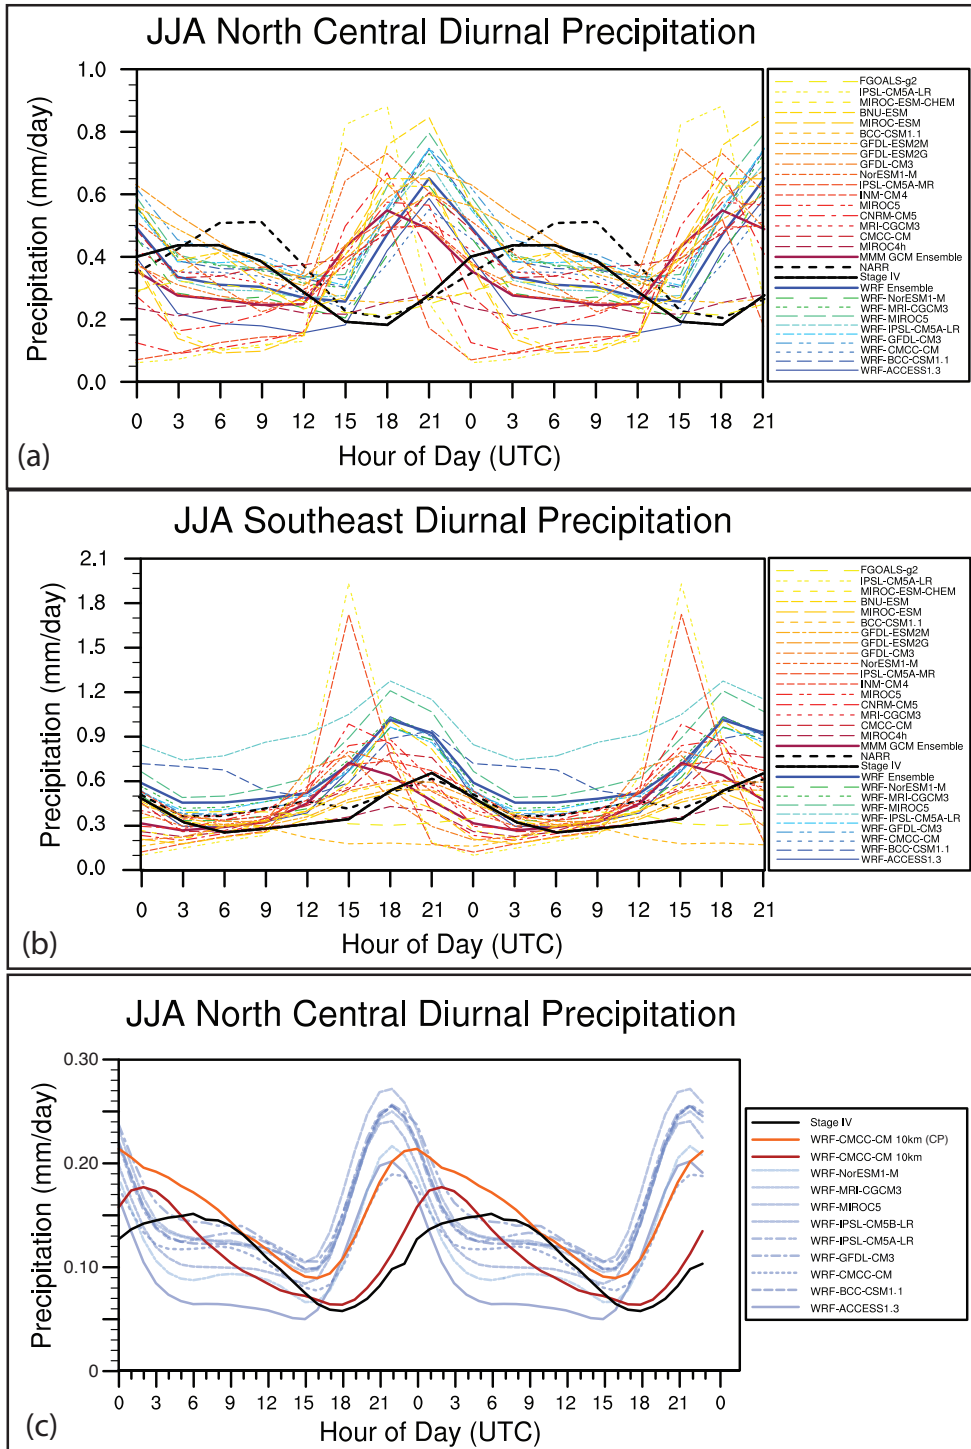 JJA North Central Diurnal Precipitation
Precipitation (mm/day)
1.0
0.8
0.6
0.4
0.2
0.0
0 3 6 9 12 15 18 21 0 3 6 9 12 15 18 21
Hour of Day (UTC)
(a)
FGOALS-g2
IPSL-CM5A-LR
MIROC-ESM-CHEM
BNU-ESM
MIROC-ESM
BCC-CSM1.1
GFDL-ESM2M
GFDL-ESM2G
GFDL-CM3
NorESM1-M
IPSL-CM5A-MR
INM-CM4
MIROC5
CNRM-CM5
MRI-CGCM3
CMCC-CM
MIROC4h
MMM GCM Ensemble
NARR
Stage IV
WRF Ensemble
WRF-NorESM1-M
WRF-MRI-CGCM3
WRF-MIROC5
WRF-IPSL-CM5A-LR
WRF-GFDL-CM3
WRF-CMCC-CM
WRF-BCC-CSM1.1
WRF-ACCESS1.3
JJA Southeast Diurnal Precipitation
Precipitation (mm/day)
2.1
1.8
1.5
1.2
0.9
0.6
0.3
0.0
0 3 6 9 12 15 18 21 0 3 6 9 12 15 18 21
Hour of Day (UTC)
(b)
FGOALS-g2
IPSL-CM5A-LR
MIROC-ESM-CHEM
BNU-ESM
MIROC-ESM
BCC-CSM1.1
GFDL-ESM2M
GFDL-ESM2G
GFDL-CM3
NorESM1-M
IPSL-CM5A-MR
INM-CM4
MIROC5
CNRM-CM5
MRI-CGCM3
CMCC-CM
MIROC4h
MMM GCM Ensemble
NARR
Stage IV
WRF Ensemble
WRF-NorESM1-M
WRF-MRI-CGCM3
WRF-MIROC5
WRF-IPSL-CM5A-LR
WRF-GFDL-CM3
WRF-CMCC-CM
WRF-BCC-CSM1.1
WRF-ACCESS1.3
JJA North Central Diurnal Precipitation
Precipitation (mm/day)
0.30
0.20
0.10
0
0 3 6 9 12 15 18 21 0 3 6 9 12 15 18 21 0
Hour of Day (UTC)
(c)
Stage IV
WRF-CMCC-CM 10km (CP)
WRF-CMCC-CM 10km
WRF-NorESM1-M
WRF-MRI-CGCM3
WRF-MIROC5
WRF-IPSL-CM5B-LR
WRF-IPSL-CM5A-LR
WRF-GFDL-CM3
WRF-CMCC-CM
WRF-BCC-CSM1.1
WRF-ACCESS1.3